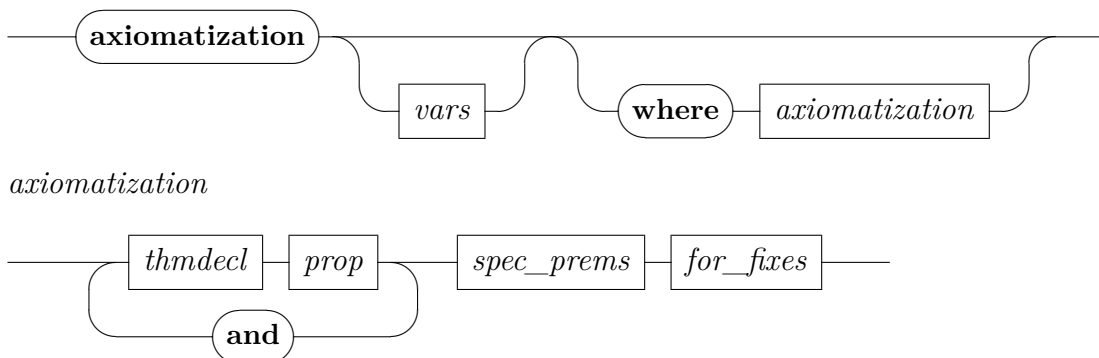 axiomatization
vars
where axiomatization
axiomatization
thmdecl prop spec_prems for_fixes
and